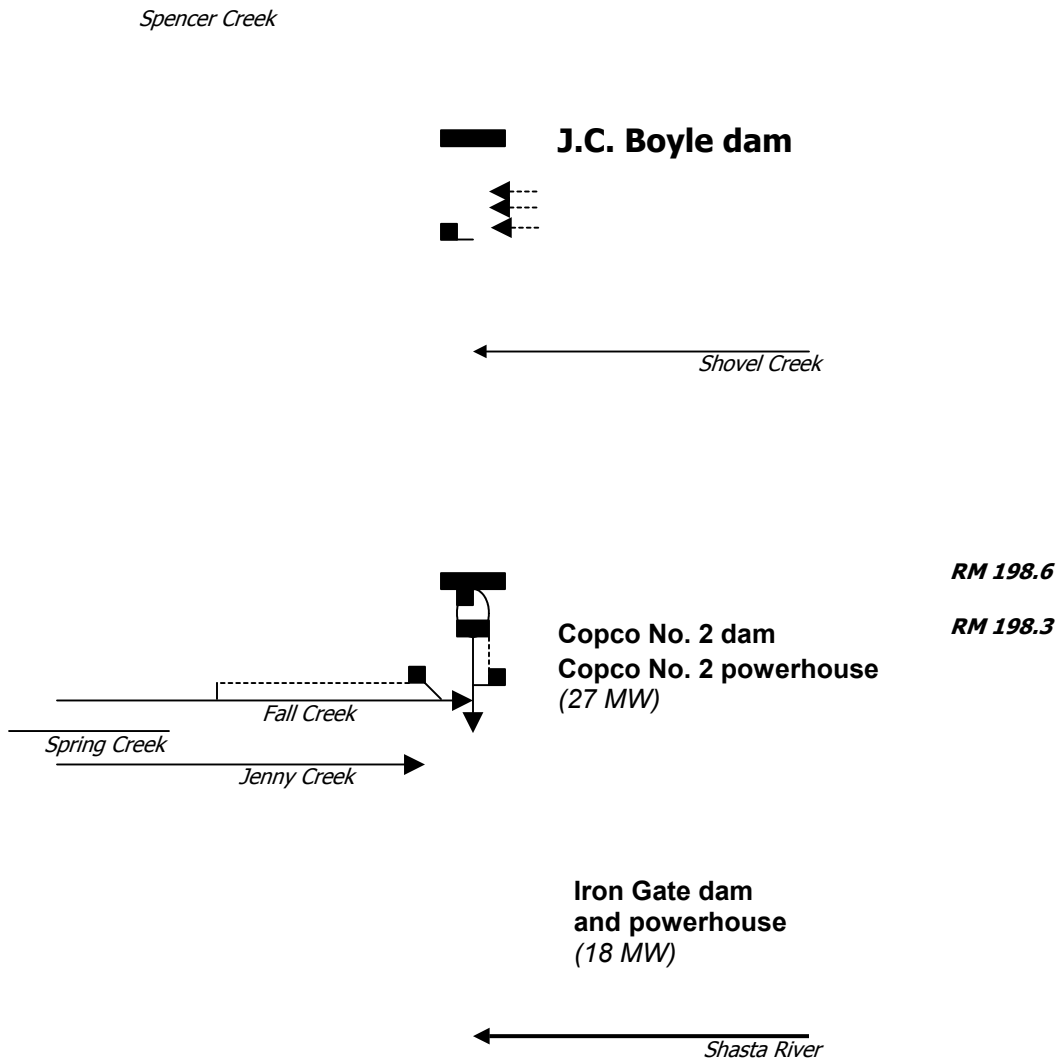 Spencer Creek
J.C. Boyle dam
Shovel Creek
RM 198.6
Copco No. 2 dam
RM 198.3
Copco No. 2 powerhouse
(27 MW)
Fall Creek
Spring Creek
Jenny Creek
Iron Gate dam
and powerhouse
(18 MW)
Shasta River